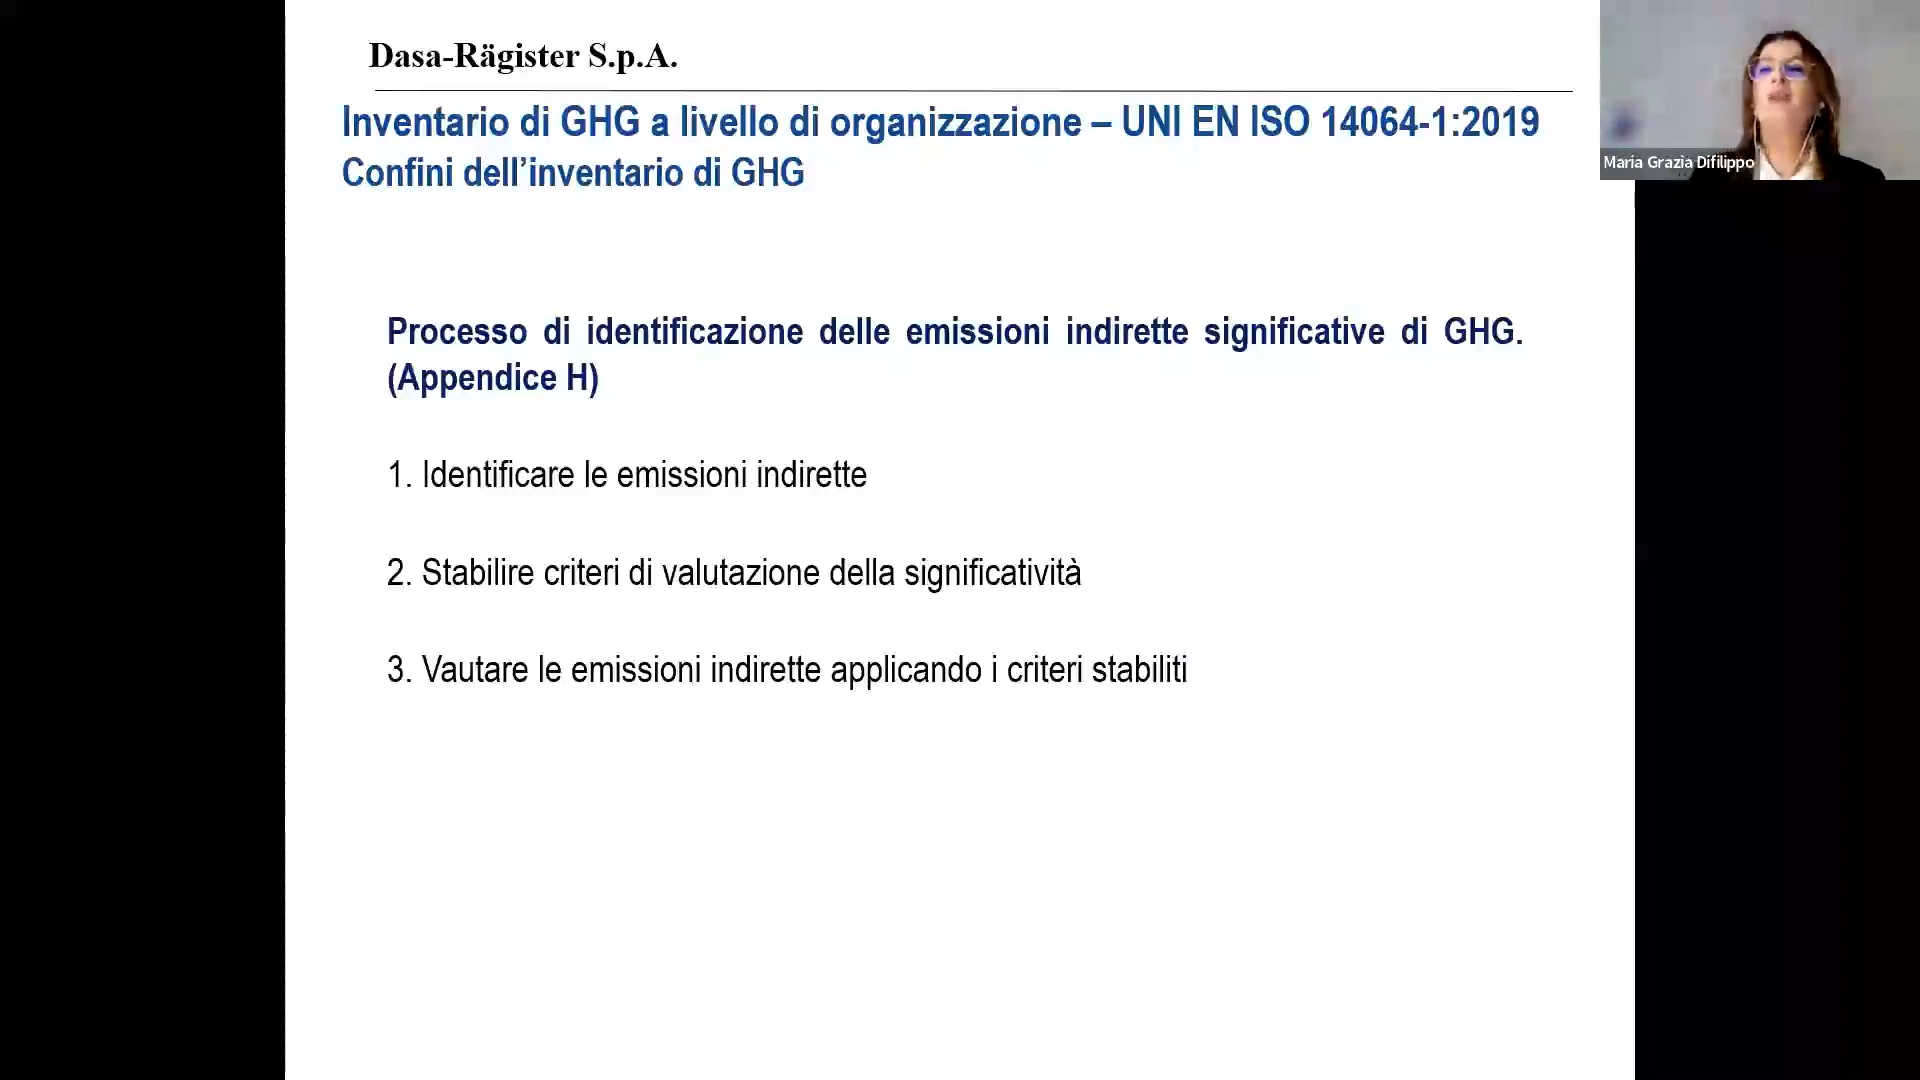 Dasa-Rägister S.p.A.
Inventario di GHG a livello di organizzazione – UNI EN ISO 14064-1:2019
Confini dell’inventario di GHG
Maria Grazia Difilippo
Processo di identificazione delle emissioni indirette significative di GHG.
(Appendice H)
1. Identificare le emissioni indirette
2. Stabilire criteri di valutazione della significatività
3. Vautare le emissioni indirette applicando i criteri stabiliti